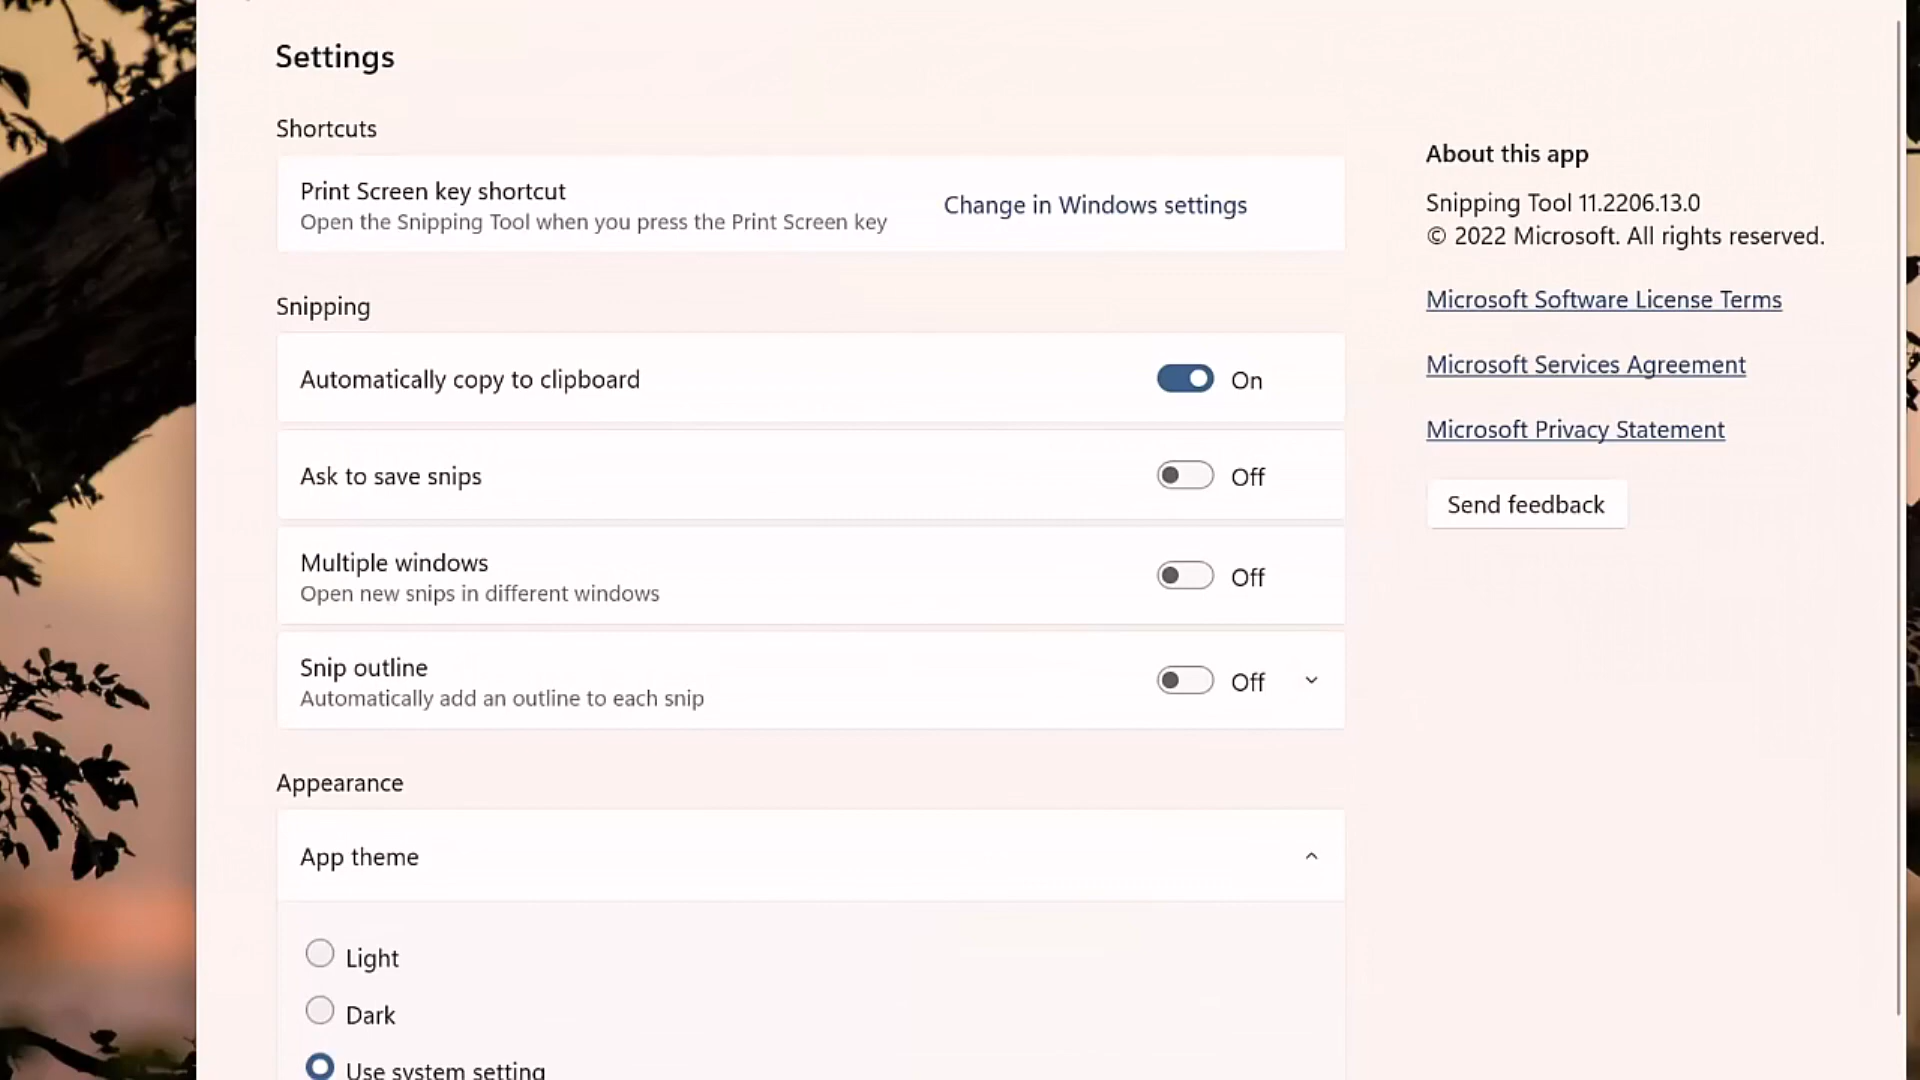 Settings
Shortcuts
Print Screen key shortcut
Open the Snipping Tool when you press the Print Screen key
Change in Windows settings
Snipping
Automatically copy to clipboard
On
Ask to save snips
Off
Multiple windows
Open new snips in different windows
Off
Snip outline
Automatically add an outline to each snip
Off
Appearance
App theme
Light
Dark
Use system setting
About this app
Snipping Tool 11.2206.13.0
© 2022 Microsoft. All rights reserved.
Microsoft Software License Terms
Microsoft Services Agreement
Microsoft Privacy Statement
Send feedback